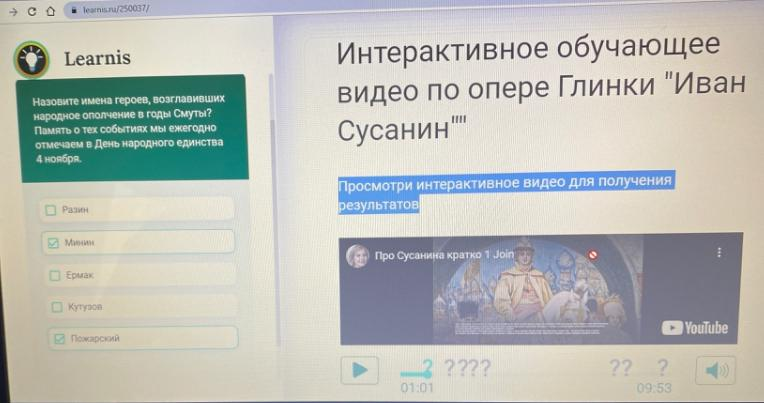 learnis.ru/250037/
Learnis
Назовите имена героев, возглавивших
народное ополчение в годы Смуты?
Память о тех событиях мы ежегодно
отмечаем в День народного единства
4 ноября.
Разин
Минин
Ермак
Кутузов
Пожарский
Интерактивное обучающее
видео по опере Глинки "Иван
Сусанин""
Просмотри интерактивное видео для получения
результатов
Про Сусанина кратко 1 Join
YouTube
? ???? ?? ?
01:01 09:53